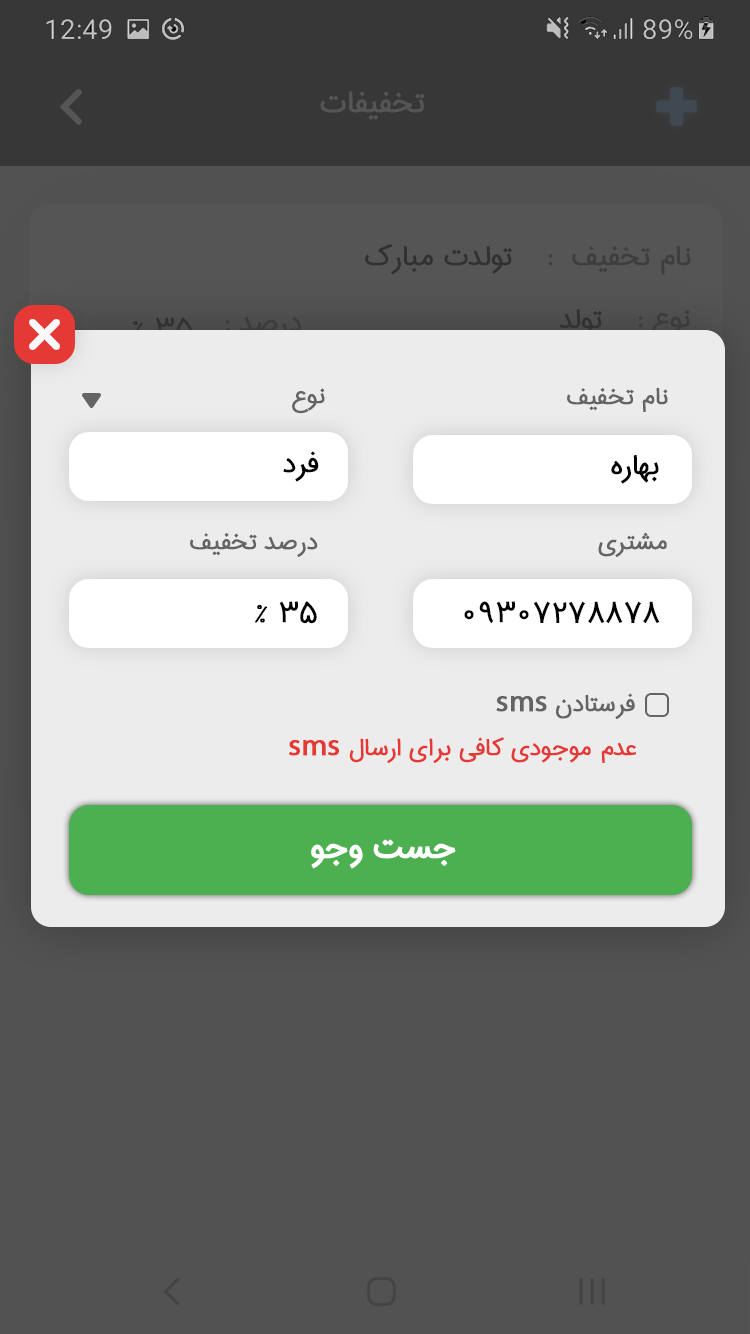 12:49 89%
تخفیفات
نام تخفیف : تولدت مبارک
نوع : تولد درصد : ۳۵ ٪
نام تخفیف نوع
بهاره فرد
مشتری درصد تخفیف
۰۹۳۰۷۲۷۸۸۷۸ ۳۵ ٪
فرستادن sms
عدم موجودی کافی برای ارسال sms
جست وجو